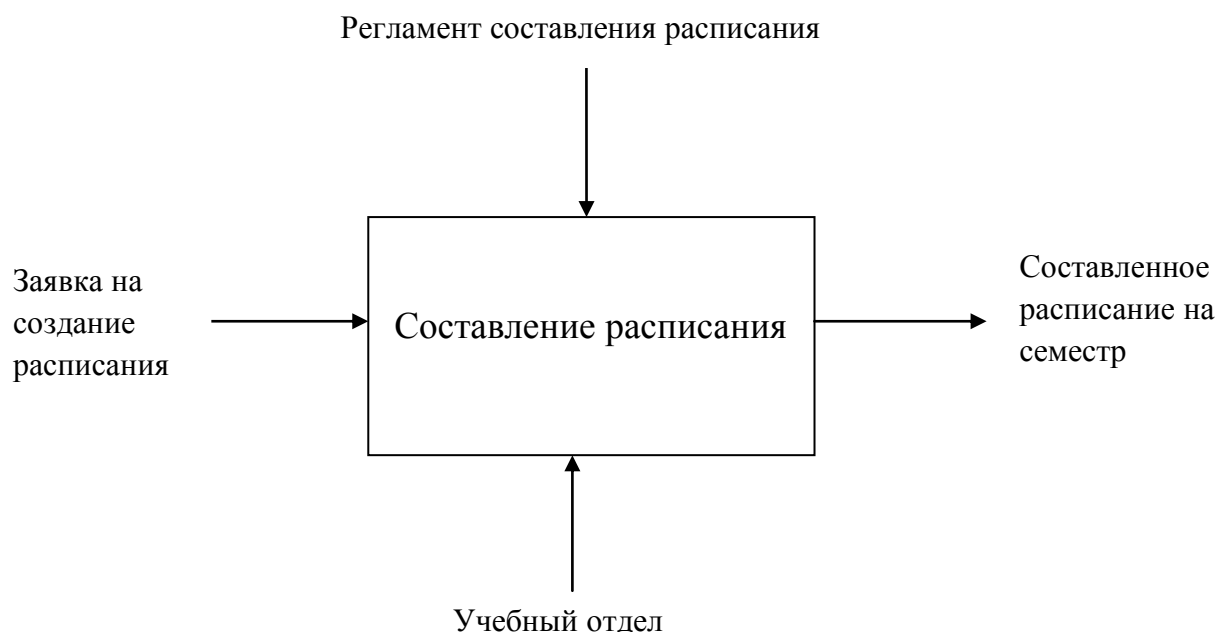 Регламент составления расписания
Заявка на
создание
расписания
Составление расписания
Составленное
расписание на
семестр
Учебный отдел